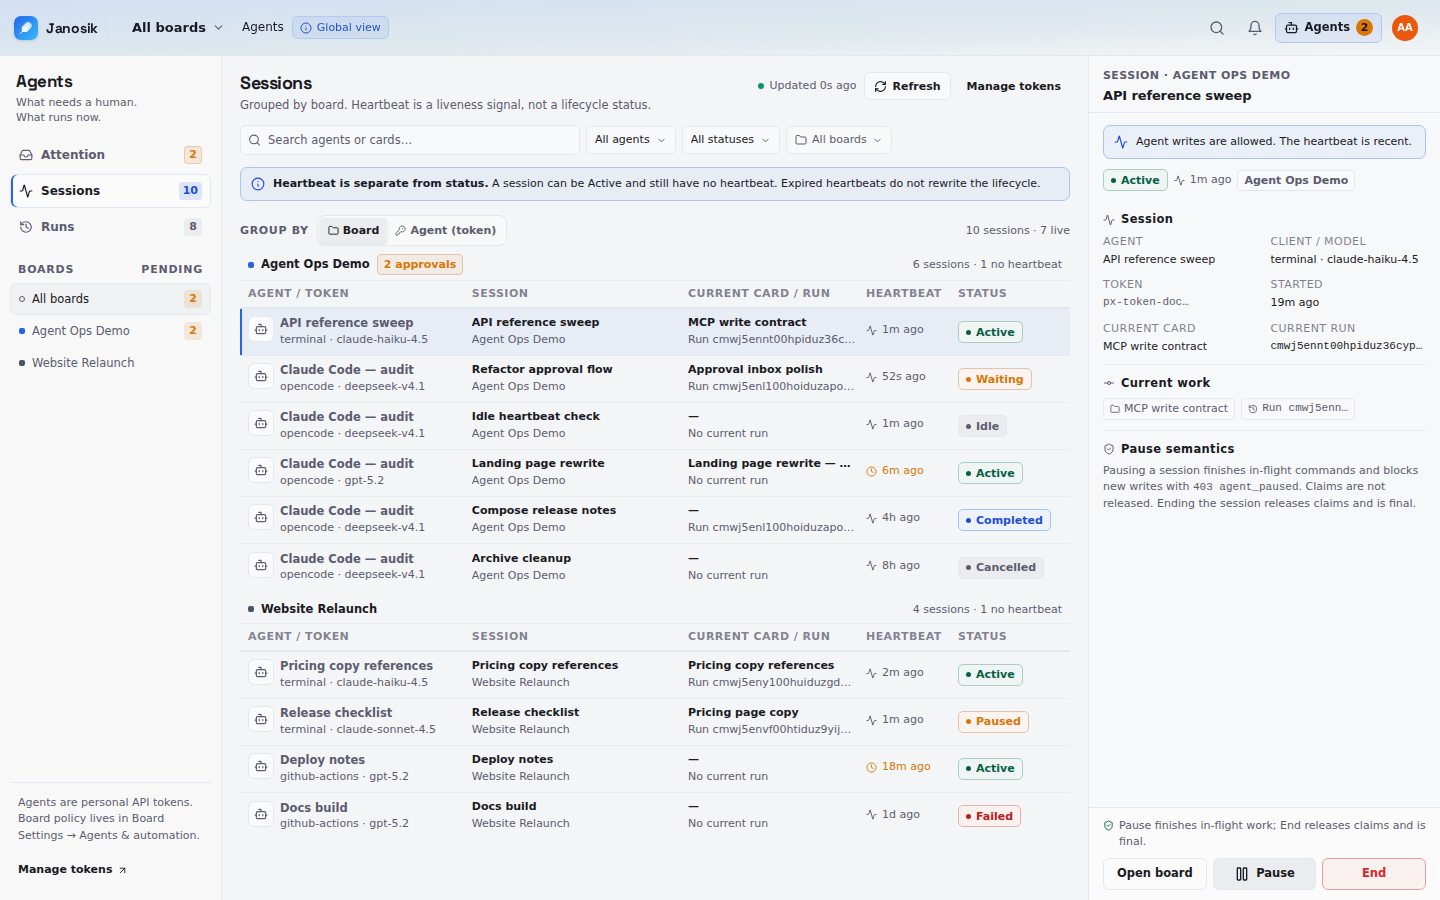 Janosik
All boards
Agents
Global view
Agents 2
AA
Agents
What needs a human.
What runs now.
Attention 2
Sessions 10
Runs 8
BOARDS PENDING
All boards 2
Agent Ops Demo 2
Website Relaunch
Agents are personal API tokens.
Board policy lives in Board
Settings → Agents & automation.
Manage tokens
Sessions
Grouped by board. Heartbeat is a liveness signal, not a lifecycle status.
Updated 0s ago
Refresh
Manage tokens
Search agents or cards...
All agents
All statuses
All boards
Heartbeat is separate from status. A session can be Active and still have no heartbeat. Expired heartbeats do not rewrite the lifecycle.
GROUP BY Board Agent (token)
10 sessions · 7 live
Agent Ops Demo 2 approvals
6 sessions · 1 no heartbeat
AGENT / TOKEN SESSION CURRENT CARD / RUN HEARTBEAT STATUS
API reference sweep API reference sweep MCP write contract 1m ago Active
terminal · claude-haiku-4.5 Agent Ops Demo Run cmwj5ennt00hpiduz36c...
Claude Code — audit Refactor approval flow Approval inbox polish 52s ago Waiting
opencode · deepseek-v4.1 Agent Ops Demo Run cmwj5enl100hoiduzapo...
Claude Code — audit Idle heartbeat check — 1m ago Idle
opencode · deepseek-v4.1 Agent Ops Demo No current run
Claude Code — audit Landing page rewrite Landing page rewrite — ... 6m ago Active
opencode · gpt-5.2 Agent Ops Demo No current run
Claude Code — audit Compose release notes — 4h ago Completed
opencode · deepseek-v4.1 Agent Ops Demo Run cmwj5enl100hoiduzapo...
Claude Code — audit Archive cleanup — 8h ago Cancelled
opencode · deepseek-v4.1 Agent Ops Demo No current run
Website Relaunch
4 sessions · 1 no heartbeat
AGENT / TOKEN SESSION CURRENT CARD / RUN HEARTBEAT STATUS
Pricing copy references Pricing copy references Pricing copy references 2m ago Active
terminal · claude-haiku-4.5 Website Relaunch Run cmwj5eny100huiduzgd...
Release checklist Release checklist Pricing page copy 1m ago Paused
terminal · claude-sonnet-4.5 Website Relaunch Run cmwj5envf00htiduz9yij...
Deploy notes Deploy notes — 18m ago Active
github-actions · gpt-5.2 Website Relaunch No current run
Docs build Docs build — 1d ago Failed
github-actions · gpt-5.2 Website Relaunch No current run
SESSION · AGENT OPS DEMO
API reference sweep
Agent writes are allowed. The heartbeat is recent.
Active 1m ago Agent Ops Demo
Session
AGENT CLIENT / MODEL
API reference sweep terminal · claude-haiku-4.5
TOKEN STARTED
px-token-doc... 19m ago
CURRENT CARD CURRENT RUN
MCP write contract cmwj5ennt00hpiduz36cyp...
Current work
MCP write contract Run cmwj5enn...
Pause semantics
Pausing a session finishes in-flight commands and blocks
new writes with 403 agent_paused. Claims are not
released. Ending the session releases claims and is final.
Pause finishes in-flight work; End releases claims and is
final.
Open board Pause End